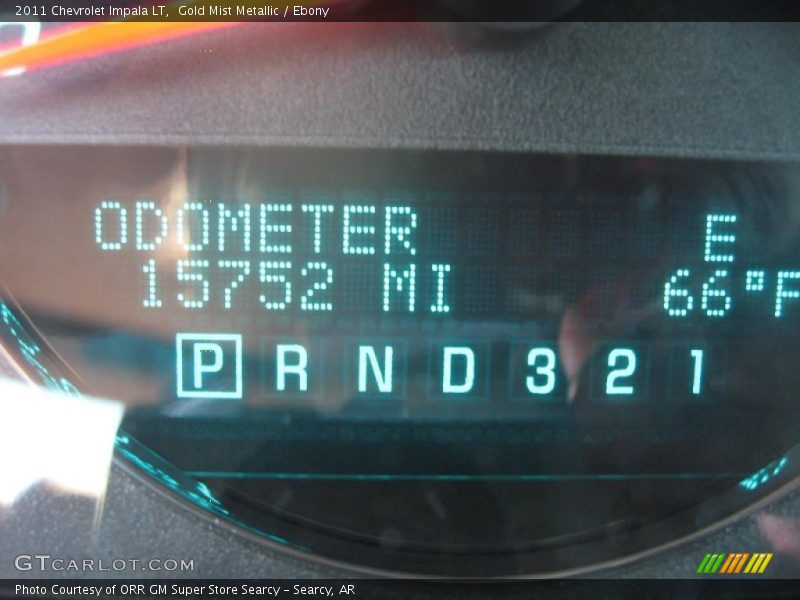 2011 Chevrolet Impala LT,  Gold Mist Metallic / Ebony
ODOMETER E
15752 MI 66°F
P R N D 3 2 1
GTCARLOT.COM
Photo Courtesy of ORR GM Super Store Searcy - Searcy, AR